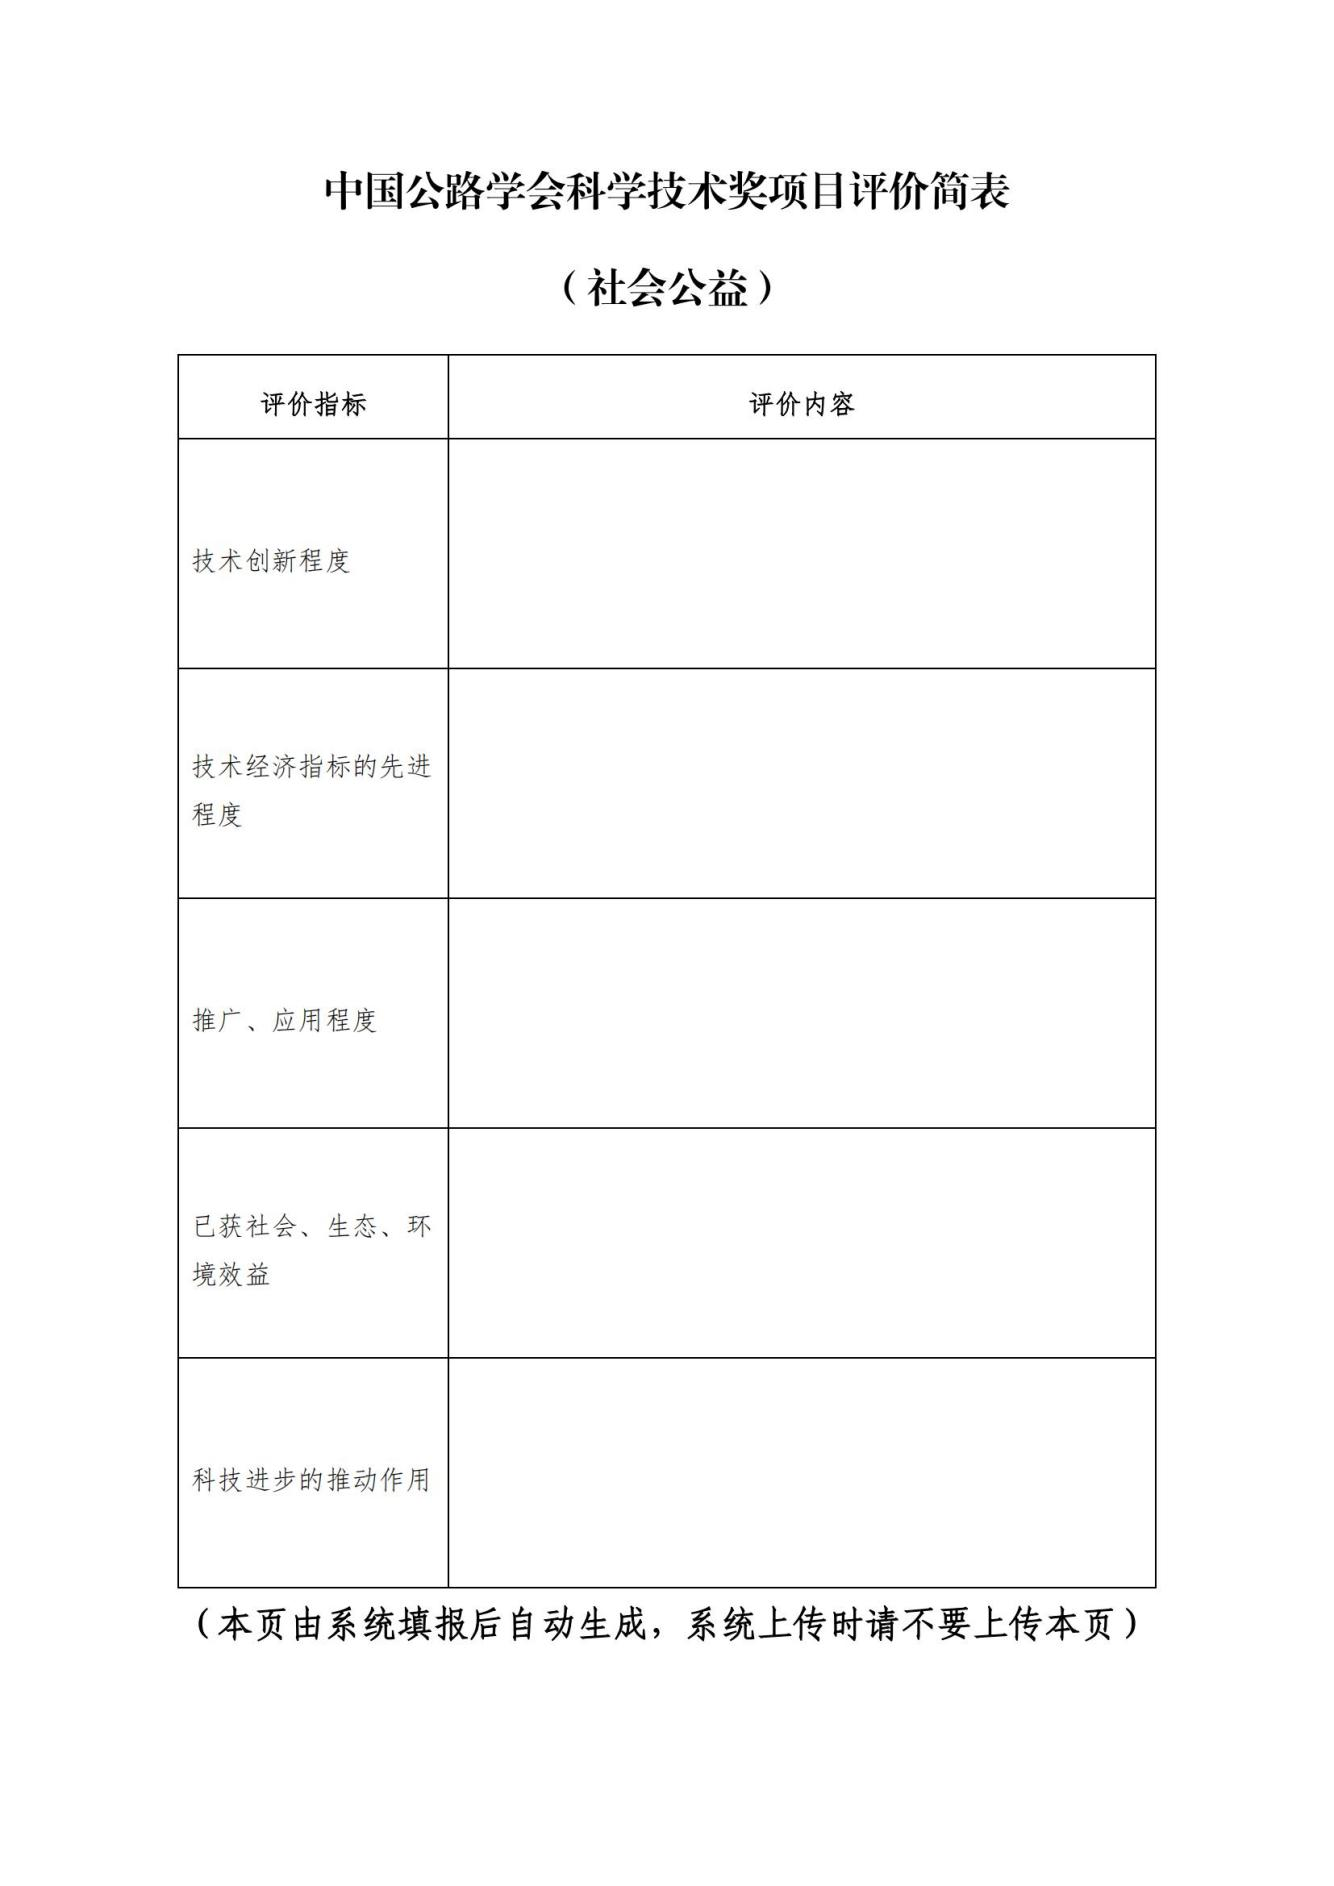 中国公路学会科学技术奖项目评价简表
（社会公益）
评价指标
评价内容
技术创新程度
技术经济指标的先进
程度
推广、应用程度
已获社会、生态、环
境效益
科技进步的推动作用
（本页由系统填报后自动生成，系统上传时请不要上传本页）